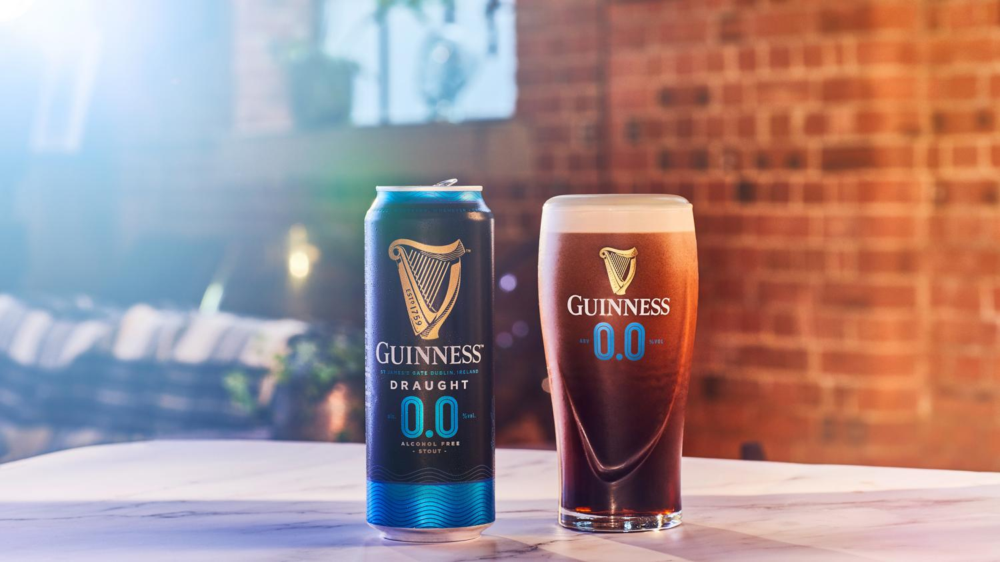 ESTD 1759
GUINNESS™
ST JAMES'S GATE DUBLIN, IRELAND
DRAUGHT
alc. 0.0 %vol.
ALCOHOL FREE
- STOUT -
GUINNESS
ABV 0.0 %VOL